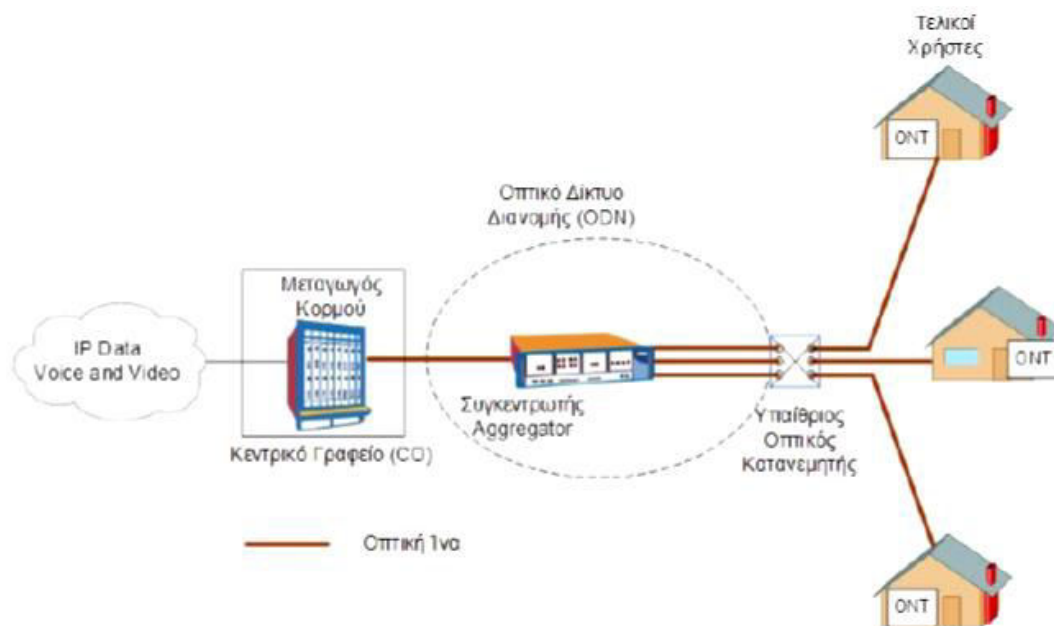 Τελικοί
Χρήστες
ONT
Οπτικό Δίκτυο
Διανομής (ODN)
Μεταγωγός
Κορμού
IP Data
Voice and Video
ONT
Συγκεντρωτής
Aggregator
Υπαίθριος
Οπτικός
Κατανεμητής
Κεντρικό Γραφείο (CO)
Οπτική Ίνα
ONT